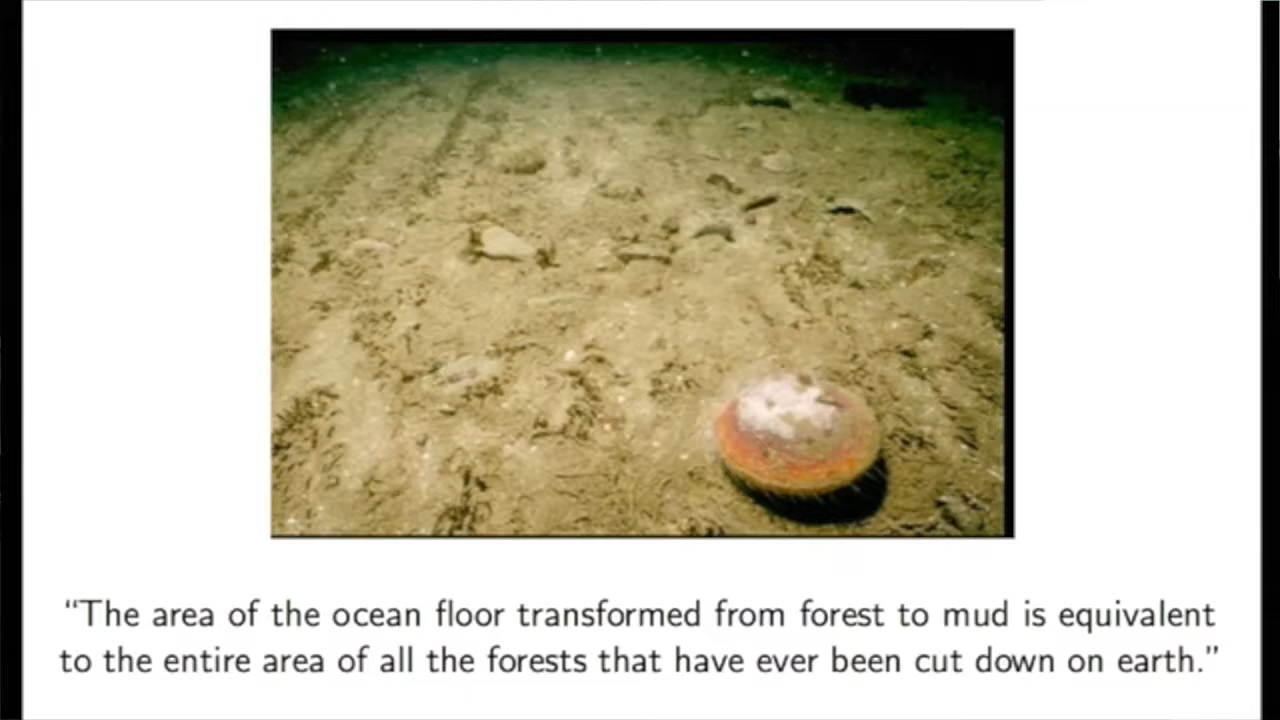 “The area of the ocean floor transformed from forest to mud is equivalent
to the entire area of all the forests that have ever been cut down on earth.”